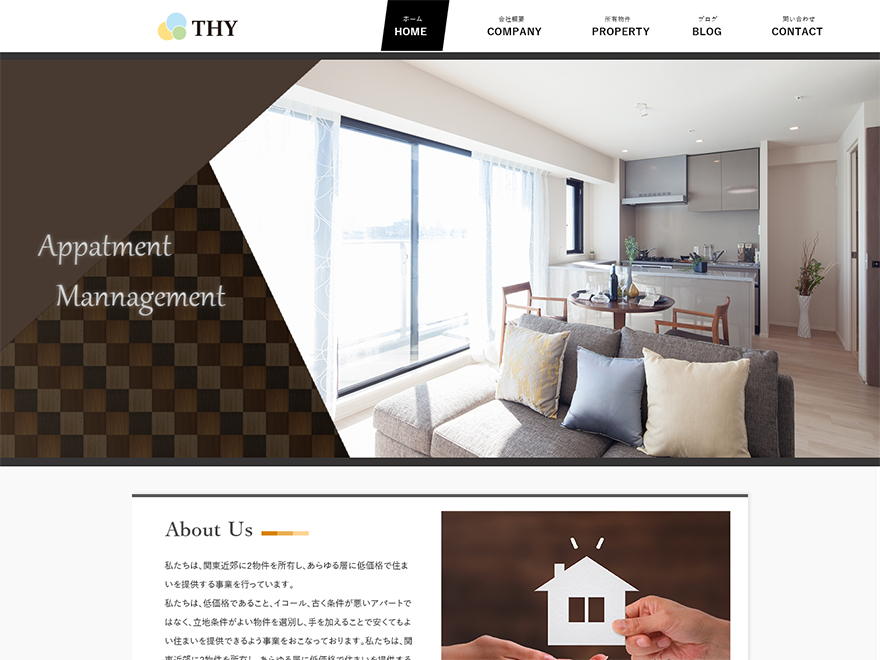 THY
ホーム
HOME
会社概要
COMPANY
所有物件
PROPERTY
ブログ
BLOG
問い合わせ
CONTACT
Appatment
Mannagement
About Us
私たちは、関東近郊に2物件を所有し、あらゆる層に低価格で住ま
いを提供する事業を行っています。
私たちは、低価格であること、イコール、古く条件が悪いアパートで
はなく、立地条件がよい物件を選別し、手を加えることで安くてもよ
い住まいを提供できるよう事業をおこなっております。私たちは、関
東近郊に2物件を所有し、あらゆる層に低価格で住まいを提供する